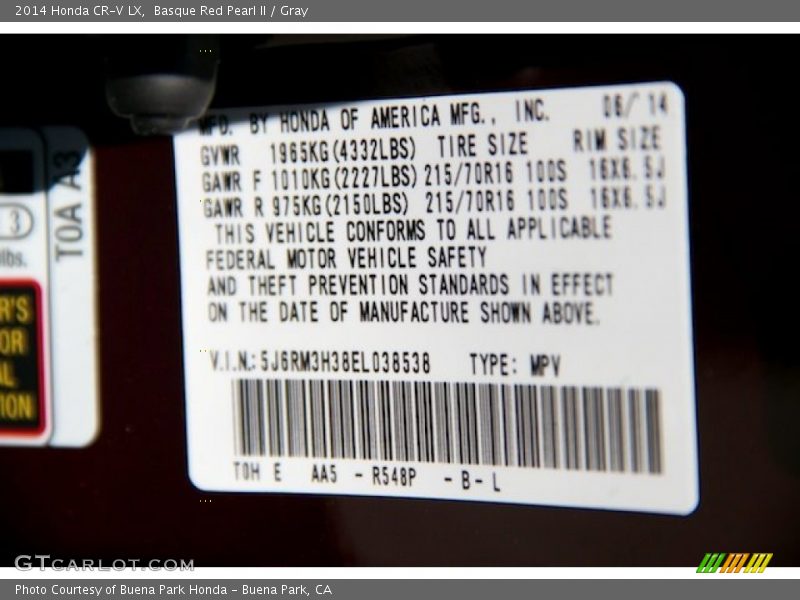 2014 Honda CR-V LX, Basque Red Pearl II / Gray
MFD. BY HONDA OF AMERICA MFG., INC. 06/ 14
GVWR 1965KG(4332LBS) TIRE SIZE RIM SIZE
GAWR F 1010KG(2227LBS) 215/70R16 100S 16X6.5J
GAWR R 975KG(2150LBS) 215/70R16 100S 16X6.5J
THIS VEHICLE CONFORMS TO ALL APPLICABLE
FEDERAL MOTOR VEHICLE SAFETY
AND THEFT PREVENTION STANDARDS IN EFFECT
ON THE DATE OF MANUFACTURE SHOWN ABOVE.
V.I.N.: 5J6RM3H38EL038538 TYPE: MPV
T0H E AA5 - R548P - B - L
T0A A3
3
lbs.
R'S
OR
L
ION
GTCARLOT.COM
Photo Courtesy of Buena Park Honda - Buena Park, CA